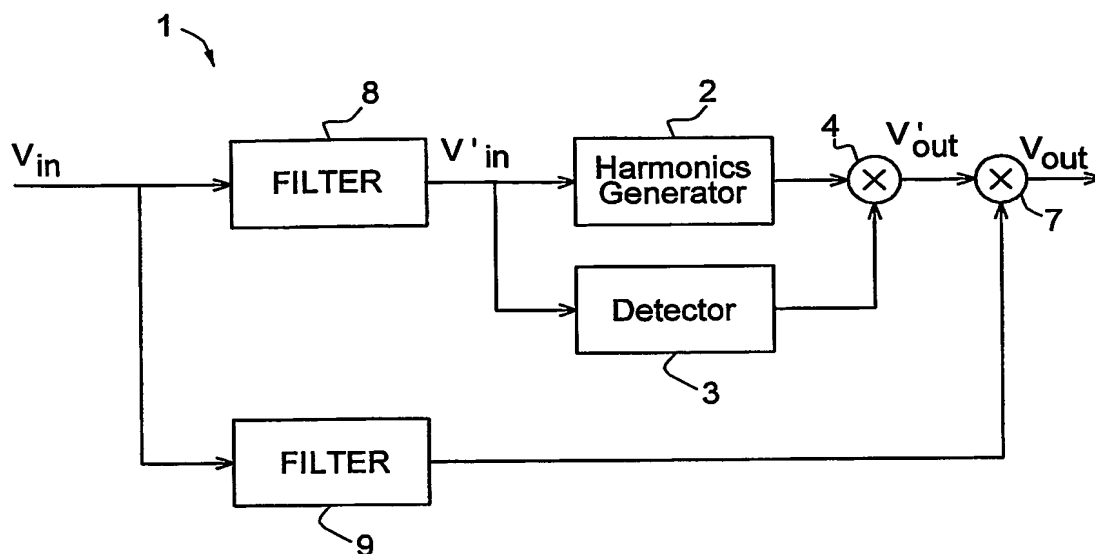 1
8
2
4
V'out
Vout
Vin
FILTER
V'in
Harmonics
Generator
7
Detector
3
FILTER
9